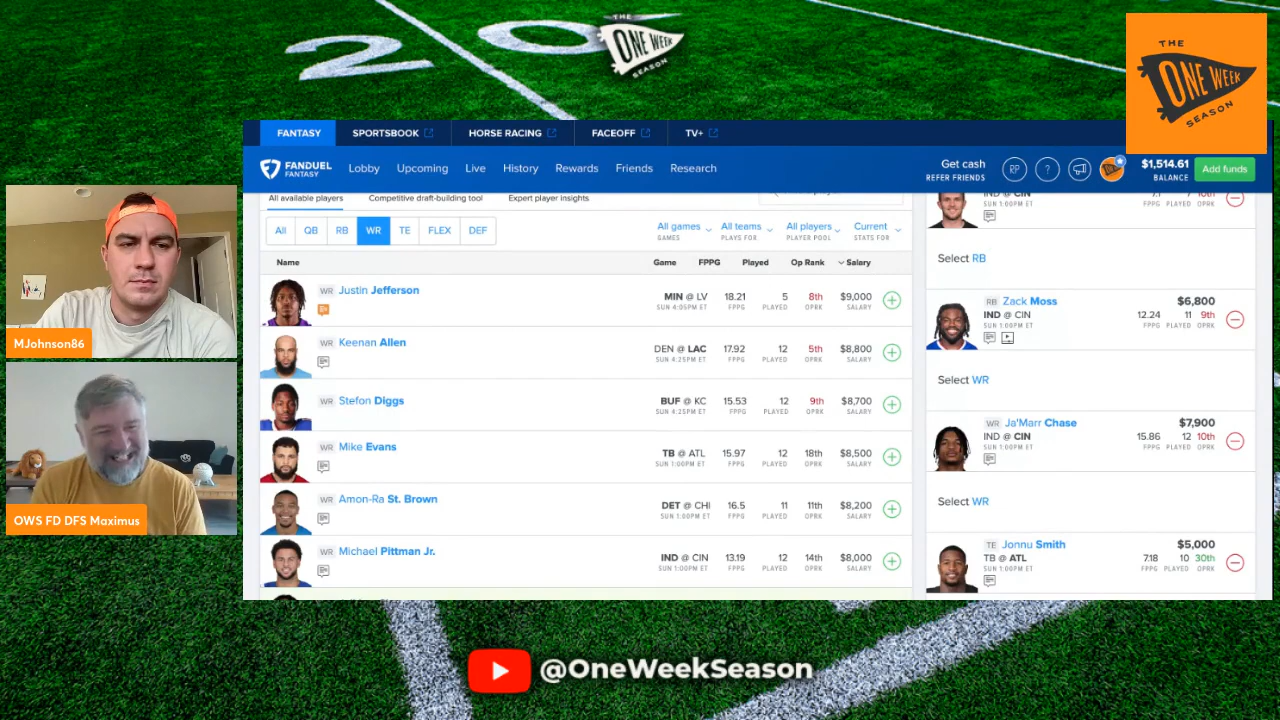 2 0
THE
ONE WEEK
SEASON
THE
ONE WEEK
SEASON
FANTASY SPORTSBOOK HORSE RACING FACEOFF TV+
FANDUEL
FANTASY
Lobby Upcoming Live History Rewards Friends Research
Get cash
REFER FRIENDS
RP ?
$1,514.61
BALANCE
Add funds
All available players Competitive draft-building tool Expert player insights
All QB RB WR TE FLEX DEF
All games All teams All players Current
GAMES PLAYS FOR PLAYER POOL STATS FOR
Name Game FPPG Played Op Rank Salary
WR Justin Jefferson MIN @ LV 18.21 5 8th $9,000
SUN 4:05PM ET FPPG PLAYED OPRK SALARY
WR Keenan Allen DEN @ LAC 17.92 12 5th $8,800
SUN 4:25PM ET FPPG PLAYED OPRK SALARY
WR Stefon Diggs BUF @ KC 15.53 12 9th $8,700
SUN 4:25PM ET FPPG PLAYED OPRK SALARY
WR Mike Evans TB @ ATL 15.97 12 18th $8,500
SUN 1:00PM ET FPPG PLAYED OPRK SALARY
WR Amon-Ra St. Brown DET @ CHI 16.5 11 11th $8,200
SUN 1:00PM ET FPPG PLAYED OPRK SALARY
WR Michael Pittman Jr. IND @ CIN 13.19 12 14th $8,000
SUN 1:00PM ET FPPG PLAYED OPRK SALARY
IND @ CIN
SUN 1:00PM ET FPPG PLAYED OPRK
Select RB
RB Zack Moss $6,800
IND @ CIN 12.24 11 9th
SUN 1:00PM ET FPPG PLAYED OPRK
Select WR
WR Ja'Marr Chase $7,900
IND @ CIN 15.86 12 10th
SUN 1:00PM ET FPPG PLAYED OPRK
Select WR
TE Jonnu Smith $5,000
TB @ ATL 7.18 10 30th
SUN 1:00PM ET FPPG PLAYED OPRK
MJohnson86
OWS FD DFS Maximus
@OneWeekSeason